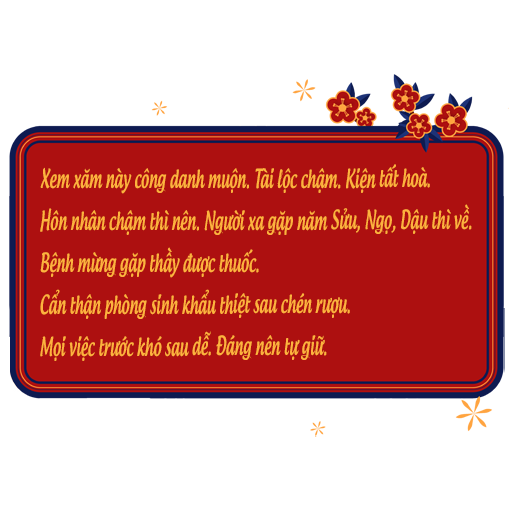 Xem xăm này công danh muộn. Tài lộc chậm. Kiện tất hoà.
Hôn nhân chậm thì nên. Người xa gặp năm Sửu, Ngọ, Dậu thì về.
Bệnh mừng gặp thầy được thuốc.
Cẩn thận phòng sinh khẩu thiệt sau chén rượu.
Mọi việc trước khó sau dễ. Đáng nên tự giữ.